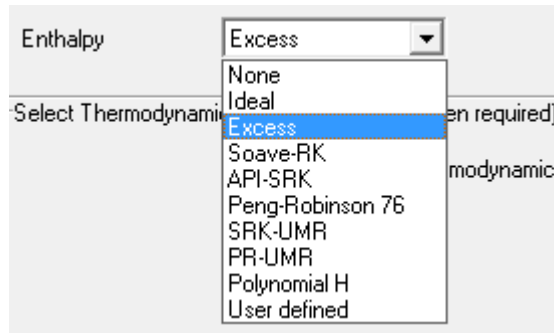 Enthalpy
Excess
None
Ideal
Select Thermodynami
Excess
en required)
Soave-RK
API-SRK
modynamic
Peng-Robinson 76
SRK-UMR
PR-UMR
Polynomial H
User defined